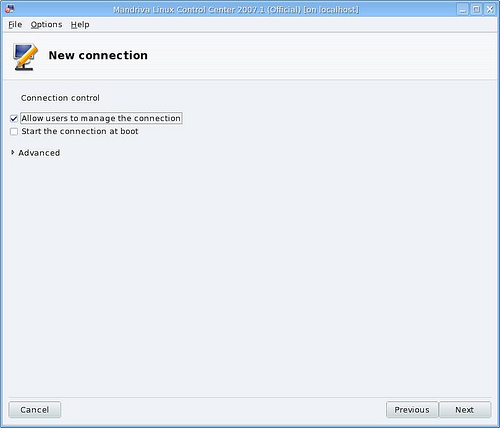 Mandriva Linux Control Center 2007.1 (Official) [on localhost]
File Options Help
New connection
Connection control
Allow users to manage the connection
Start the connection at boot
Advanced
Cancel Previous Next